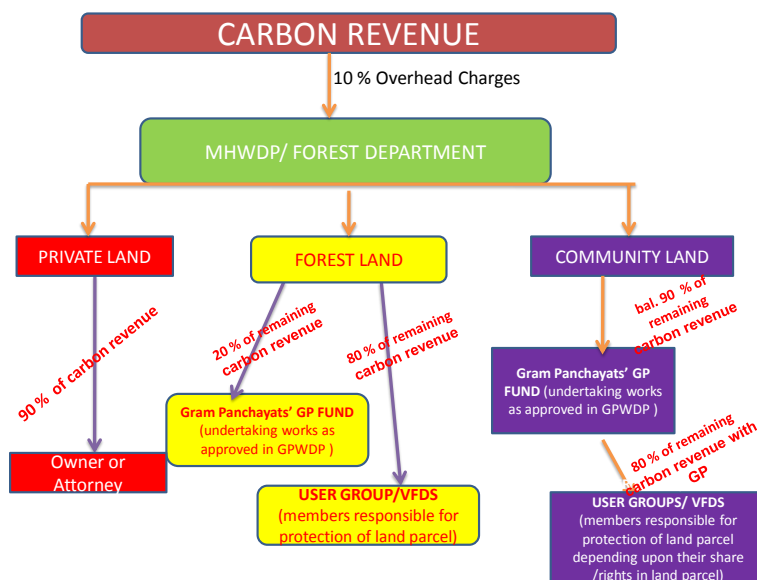 CARBON REVENUE
10 % Overhead Charges
MHWDP/ FOREST DEPARTMENT
PRIVATE LAND
FOREST LAND
COMMUNITY LAND
90 % of carbon revenue
20 % of remaining
carbon revenue
80 % of remaining
carbon revenue
bal. 90 % of
remaining
carbon revenue
Gram Panchayats' GP FUND
(undertaking works as
approved in GPWDP )
Gram Panchayats' GP
FUND (undertaking works
as approved in GPWDP )
80 % of remaining
carbon revenue with
GP
Owner or
Attorney
USER GROUP/VFDS
(members responsible for
protection of land parcel)
USER GROUPS/ VFDS
(members responsible for
protection of land parcel
depending upon their share
/rights in land parcel)